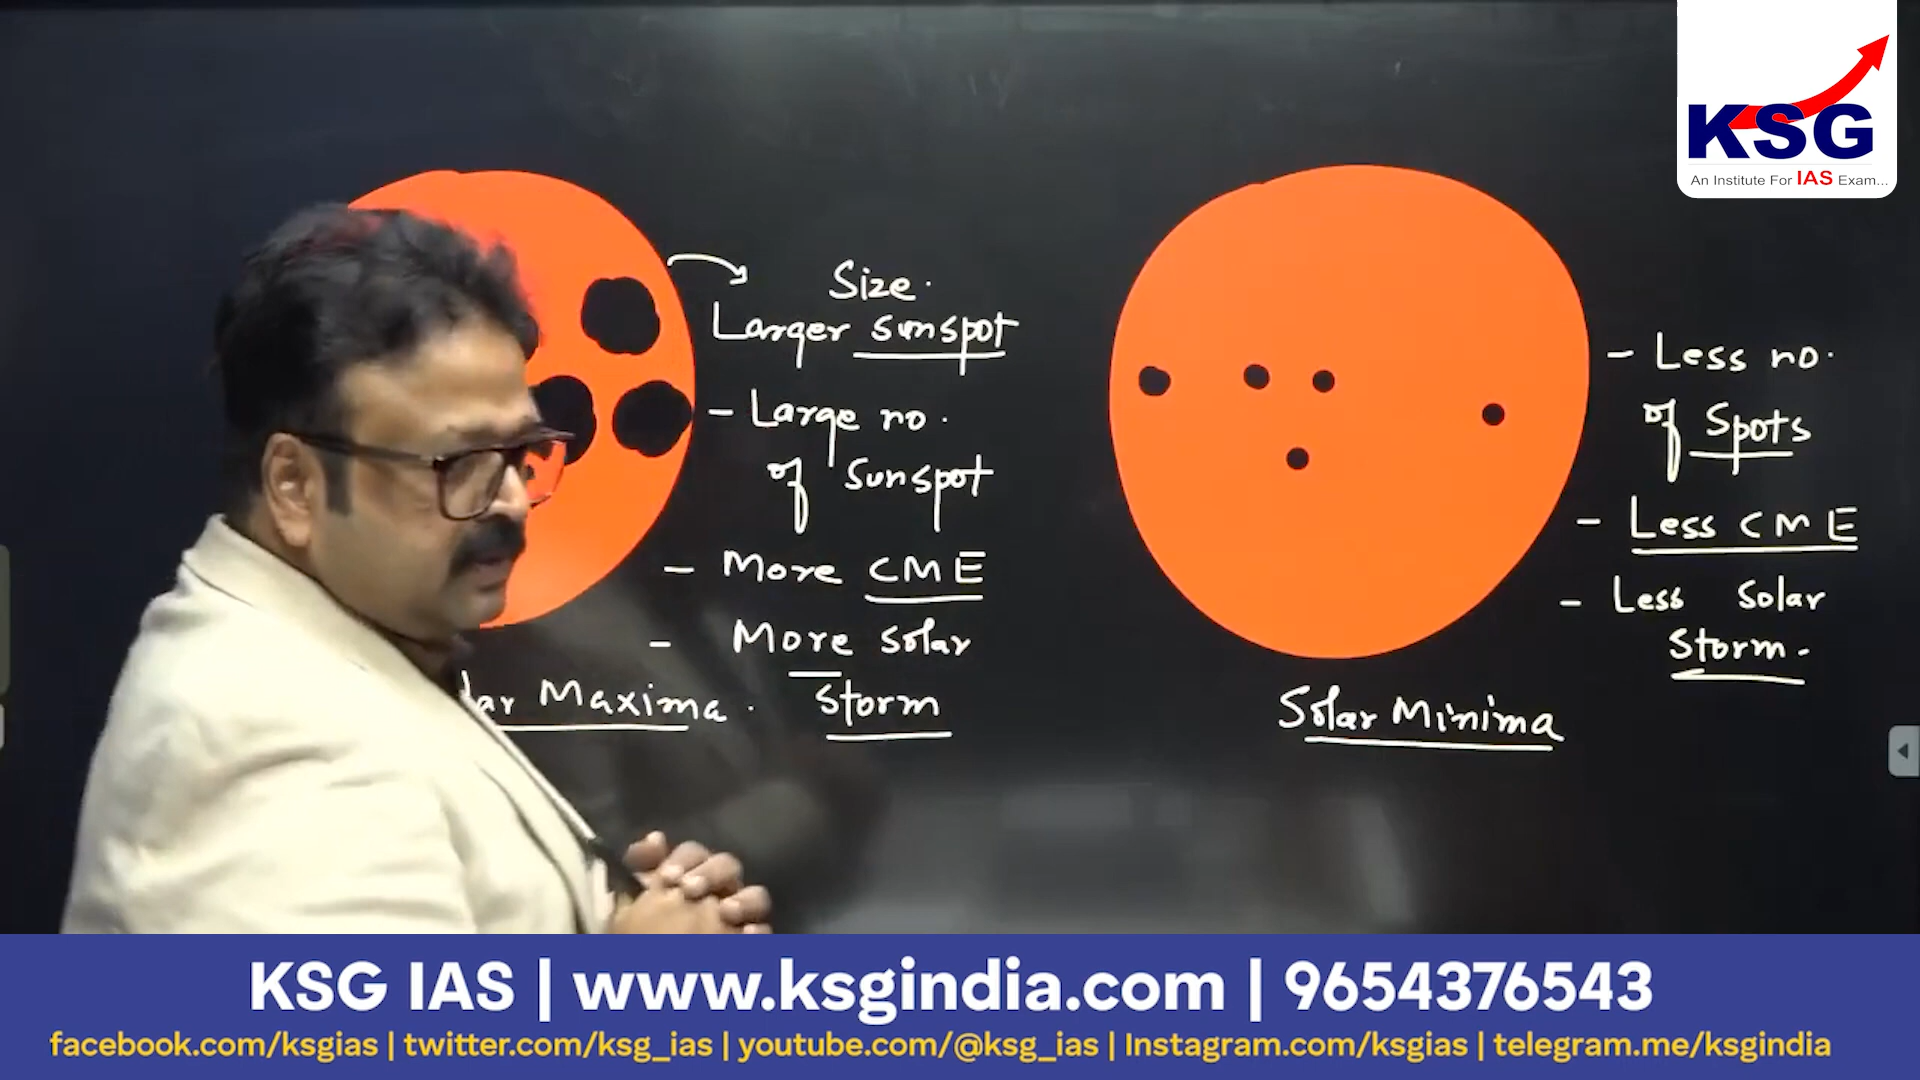 KSG
An Institute For IAS Exam...
Size.
Larger sunspot
- Large no.
of sunspot
- More CME
- More solar
storm
Maxima.
- Less no.
of Spots
- Less CME
- Less Solar
Storm.
Solar Minima
KSG IAS | www.ksgindia.com | 9654376543
facebook.com/ksgias | twitter.com/ksg_ias | youtube.com/@ksg_ias | Instagram.com/ksgias | telegram.me/ksgindia